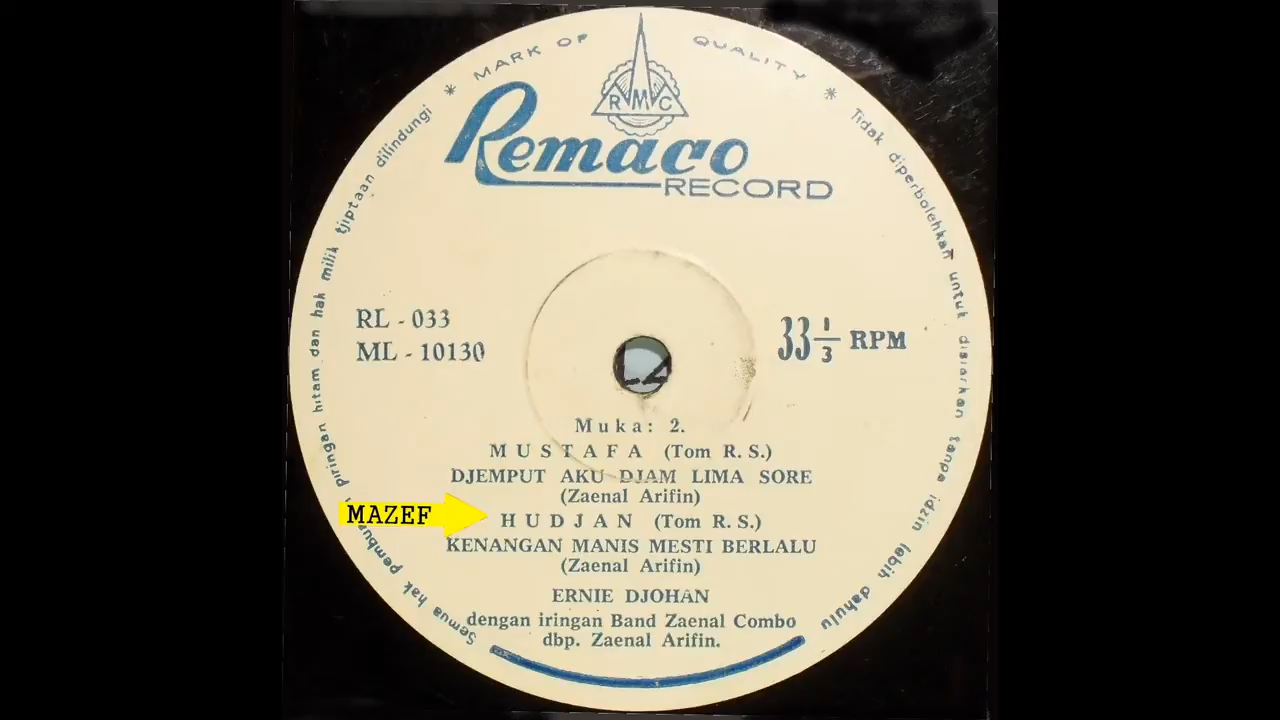 * MARK OF QUALITY *
RMC
Remaco
RECORD
RL - 033
ML - 10130
33 1/3 RPM
Muka: 2.
MUSTAFA (Tom R. S.)
DJEMPUT AKU DJAM LIMA SORE
(Zaenal Arifin)
MAZEF
HUDJAN (Tom R. S.)
KENANGAN MANIS MESTI BERLALU
(Zaenal Arifin)
ERNIE DJOHAN
dengan iringan Band Zaenal Combo
dbp. Zaenal Arifin.
Semua hak piringan hitam dan hak milik tjiptaan dilindungi
Tidak diperbolehkan untuk disiarkan tanpa idzin lebih dahulu